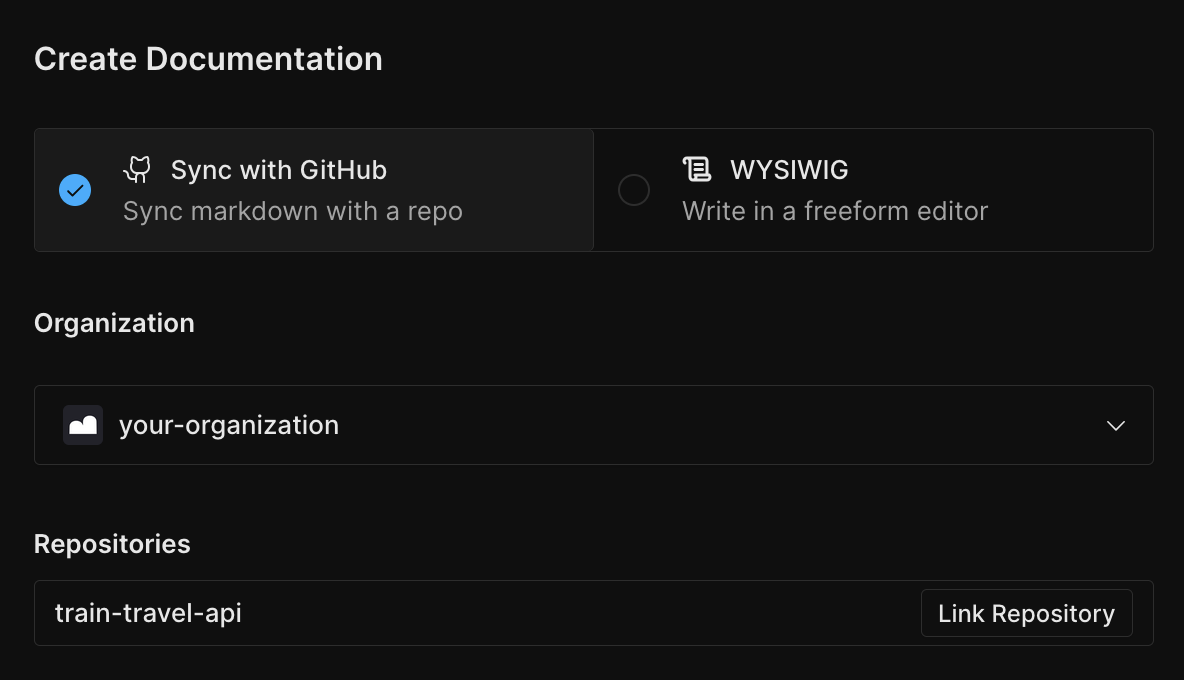 Create Documentation
Sync with GitHub
Sync markdown with a repo
WYSIWIG
Write in a freeform editor
Organization
your-organization
Repositories
train-travel-api
Link Repository